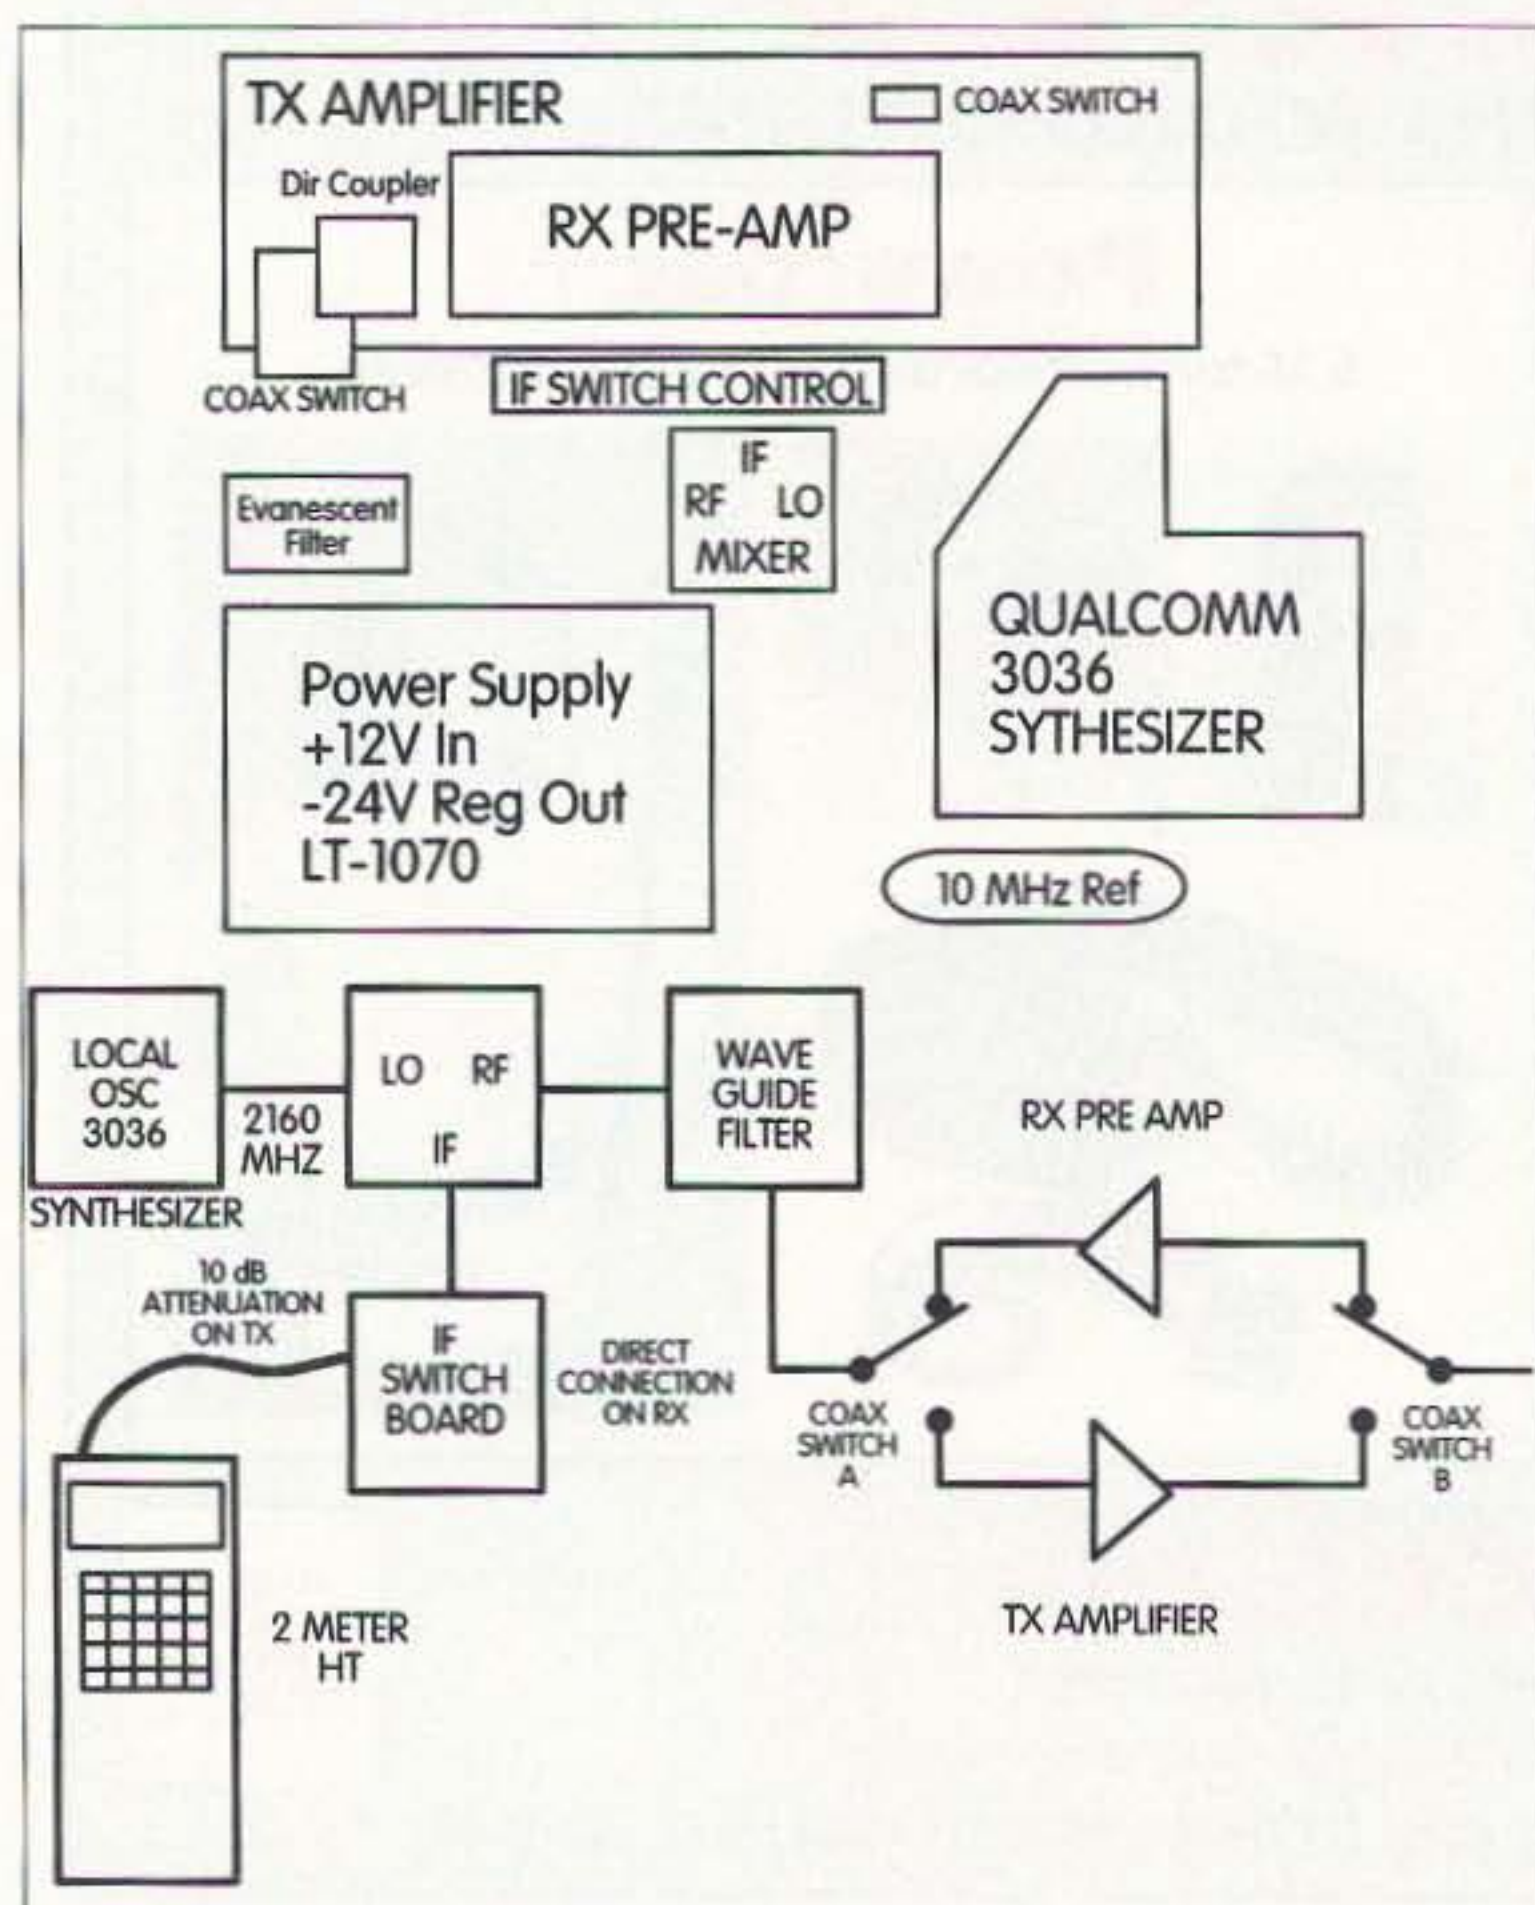 TX AMPLIFIER
COAX SWITCH
Dir Coupler
RX PRE-AMP
COAX SWITCH
IF SWITCH CONTROL
IF
RF LO
MIXER
Evanescent
Filter
QUALCOMM
3036
SYTHESIZER
Power Supply
+12V In
-24V Reg Out
LT-1070
10 MHz Ref
LOCAL
OSC
3036
SYNTHESIZER
2160
MHZ
LO RF
IF
WAVE
GUIDE
FILTER
RX PRE AMP
10 dB
ATTENUATION
ON TX
IF
SWITCH
BOARD
DIRECT
CONNECTION
ON RX
COAX
SWITCH
A
COAX
SWITCH
B
2 METER
HT
TX AMPLIFIER